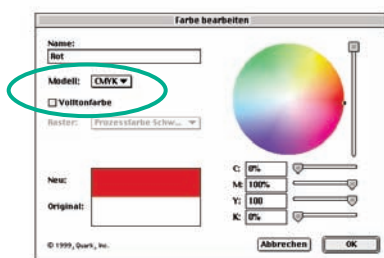 Farbe bearbeiten
Name:
Rot
Modell: CMYK
Volltonfarbe
Raster: Prozessfarbe Schw...
C: 0%
M: 100%
Y: 100
K: 0%
Neu:
Original:
© 1999, Quark, Inc.
Abbrechen
OK